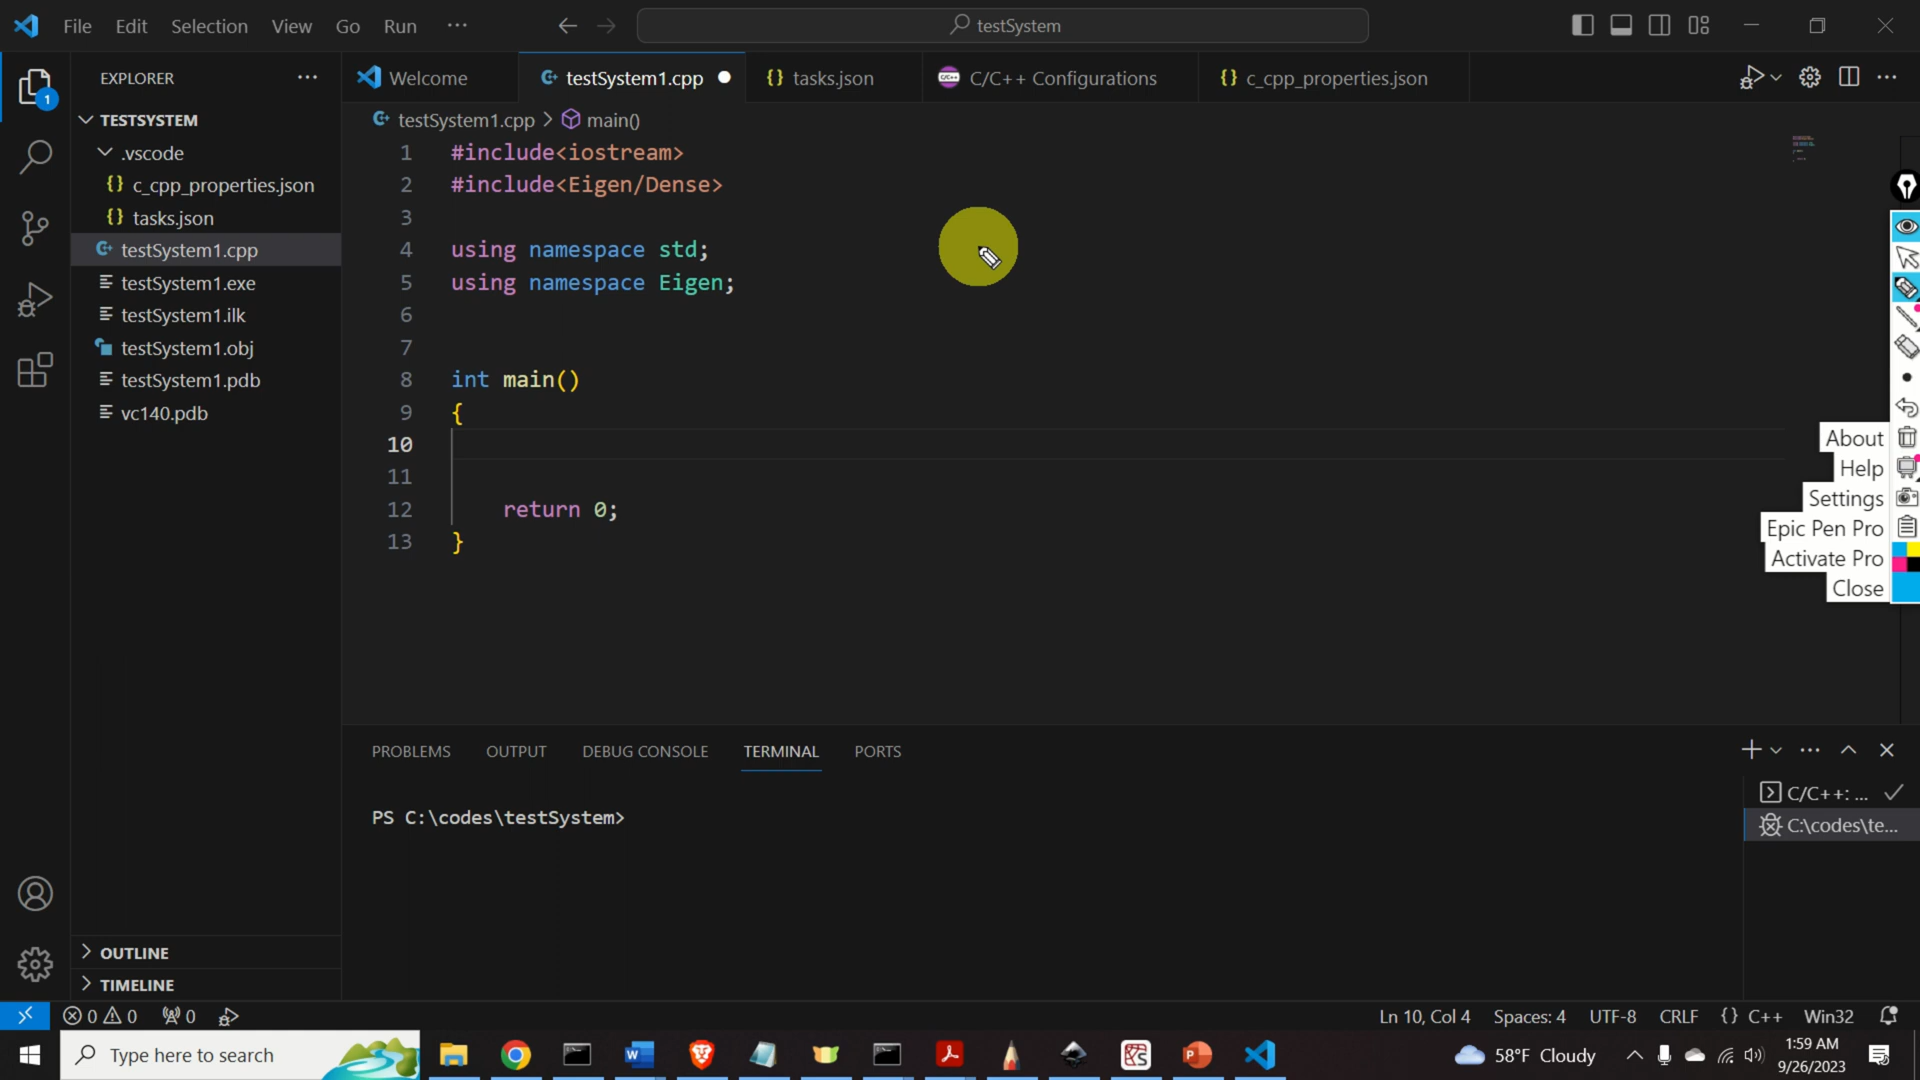 File Edit Selection View Go Run ··· testSystem
EXPLORER ···
Welcome testSystem1.cpp tasks.json C/C++ Configurations c_cpp_properties.json
TESTSYSTEM
.vscode
c_cpp_properties.json
tasks.json
testSystem1.cpp
testSystem1.exe
testSystem1.ilk
testSystem1.obj
testSystem1.pdb
vc140.pdb
OUTLINE
TIMELINE
1
testSystem1.cpp > main()
1 #include<iostream>
2 #include<Eigen/Dense>
3
4 using namespace std;
5 using namespace Eigen;
6
7
8 int main()
9 {
10
11
12 return 0;
13 }
About
Help
Settings
Epic Pen Pro
Activate Pro
Close
PROBLEMS OUTPUT DEBUG CONSOLE TERMINAL PORTS
PS C:\codes\testSystem>
C/C++: ...
C:\codes\te...
0 0 0 Ln 10, Col 4 Spaces: 4 UTF-8 CRLF {} C++ Win32
Type here to search
58°F Cloudy
1:59 AM
9/26/2023